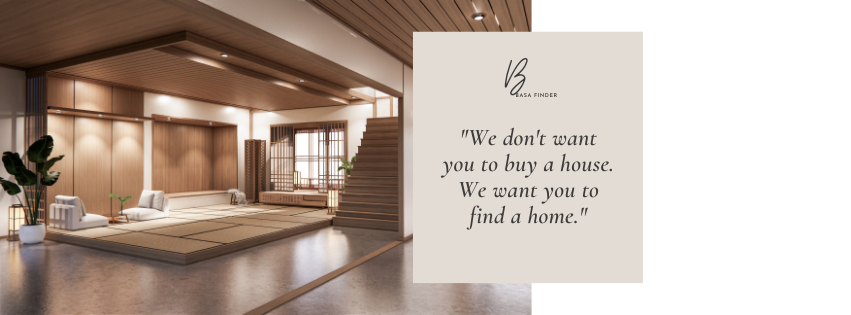 B
BASA FINDER
"We don't want
you to buy a house.
We want you to
find a home."